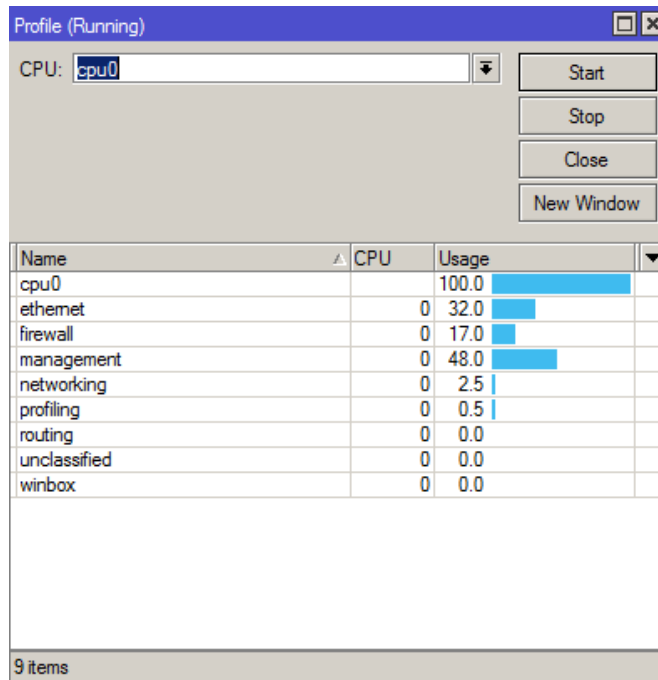 Profile (Running)
CPU: cpu0
Start
Stop
Close
New Window
Name CPU Usage
cpu0 100.0
ethernet 0 32.0
firewall 0 17.0
management 0 48.0
networking 0 2.5
profiling 0 0.5
routing 0 0.0
unclassified 0 0.0
winbox 0 0.0
9 items